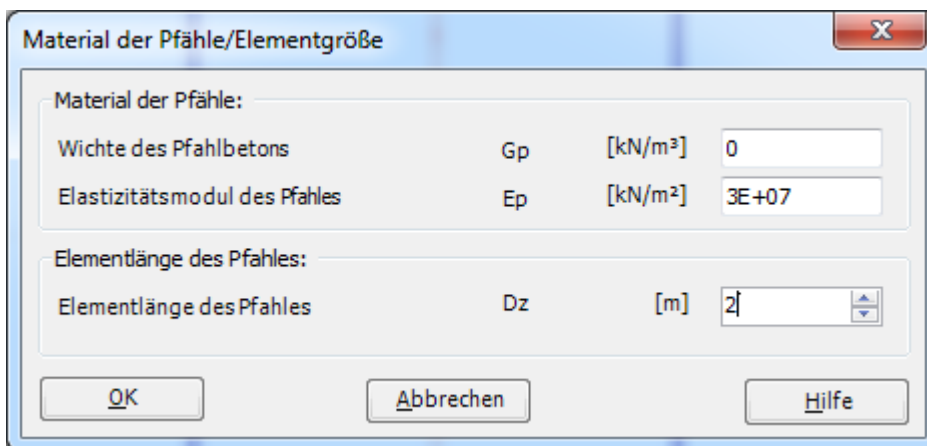 Material der Pfähle/Elementgröße
Material der Pfähle:
Wichte des Pfahlbetons Gp [kN/m³] 0
Elastizitätsmodul des Pfahles Ep [kN/m²] 3E+07
Elementlänge des Pfahles:
Elementlänge des Pfahles Dz [m] 2
OK Abbrechen Hilfe